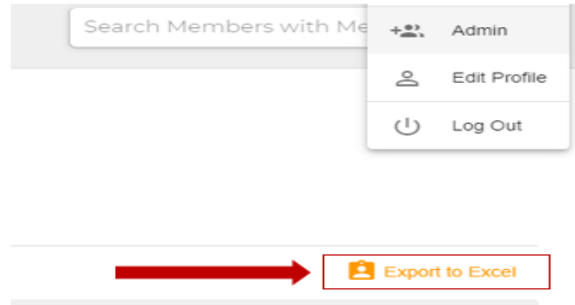 Search Members with Me
Admin
Edit Profile
Log Out
Export to Excel